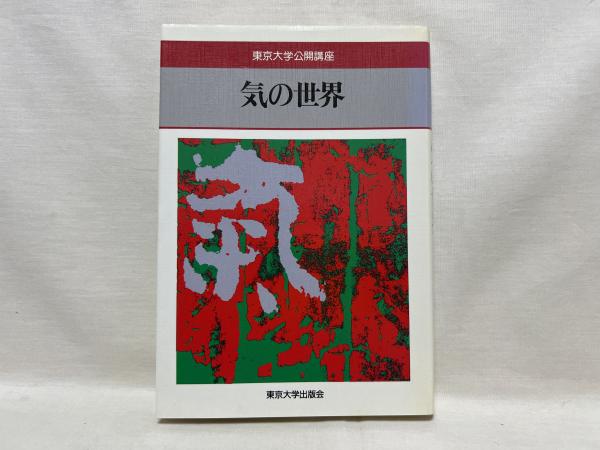 東京大学公開講座
気の世界
氣
東京大学出版会